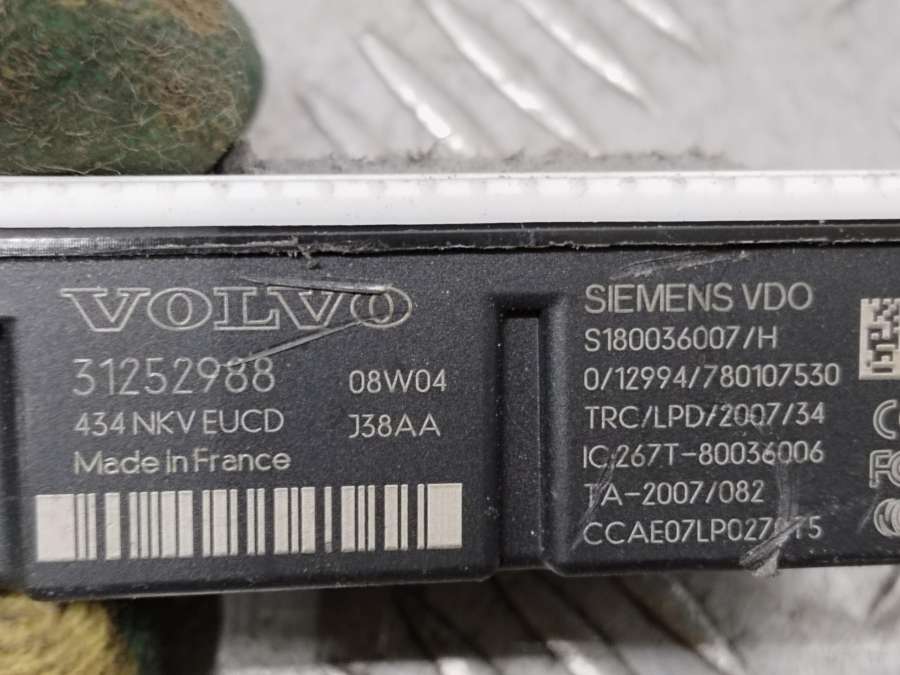 VOLVO
31252988 08W04
434 NKV EUCD J38AA
Made in France
SIEMENS VDO
S180036007/H
0/12994/780107530
TRC/LPD/2007/34
IC:267T-80036006
TA-2007/082